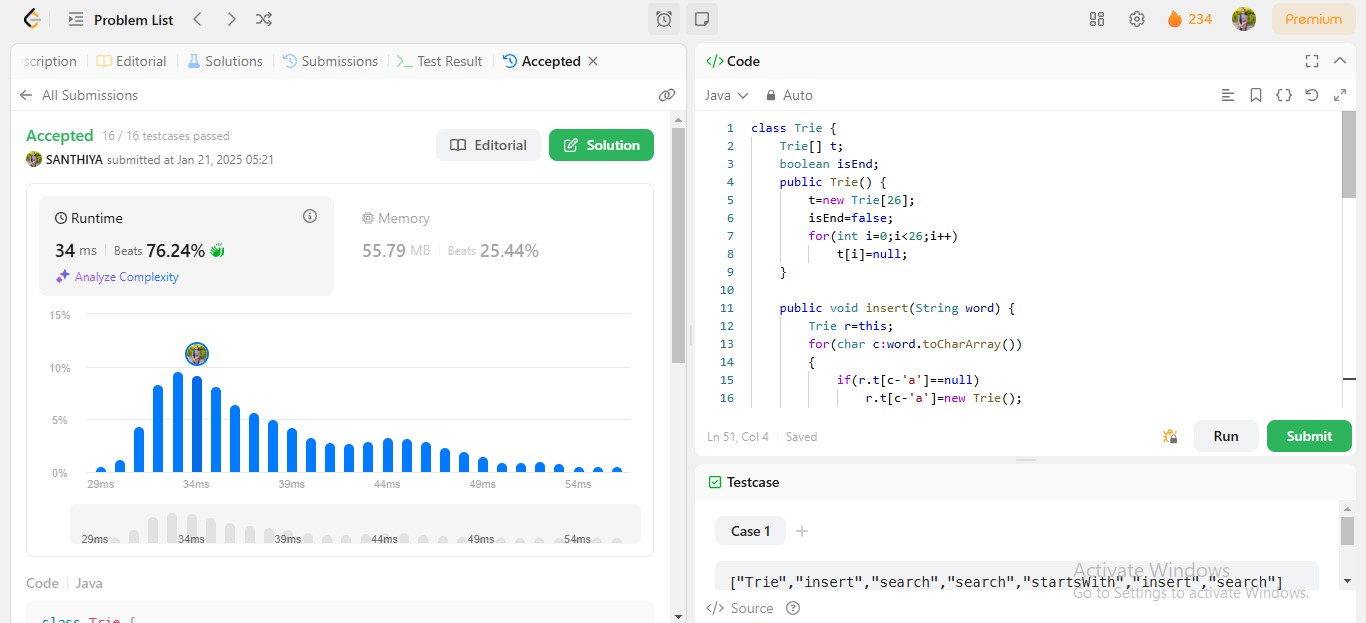 Problem List
234
Premium
scription
Editorial
Solutions
Submissions
Test Result
Accepted
All Submissions
Accepted 16 / 16 testcases passed
SANTHIYA submitted at Jan 21, 2025 05:21
Editorial
Solution
Runtime
34 ms Beats 76.24%
Analyze Complexity
Memory
55.79 MB Beats 25.44%
15%
10%
5%
0%
29ms 34ms 39ms 44ms 49ms 54ms
29ms 34ms 39ms 44ms 49ms 54ms
Code Java
class Trie {
</> Code
Java Auto
1 class Trie {
2 Trie[] t;
3 boolean isEnd;
4 public Trie() {
5 t=new Trie[26];
6 isEnd=false;
7 for(int i=0;i<26;i++)
8 t[i]=null;
9 }
10
11 public void insert(String word) {
12 Trie r=this;
13 for(char c:word.toCharArray())
14 {
15 if(r.t[c-'a']==null)
16 r.t[c-'a']=new Trie();
Ln 51, Col 4 Saved
Run
Submit
Testcase
Case 1 +
["Trie","insert","search","search","startsWith","insert","search"]
</> Source
Activate Windows
Go to Settings to activate Windows.